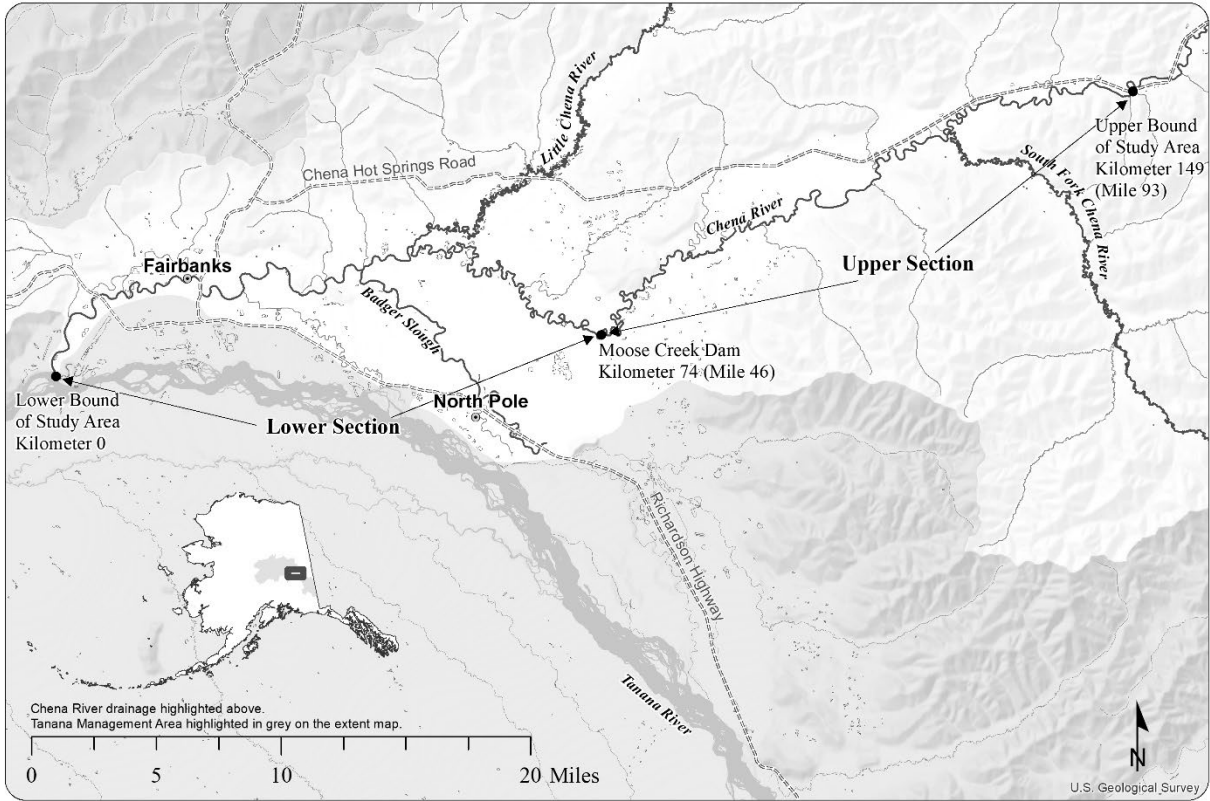 Little Chena River
Chena Hot Springs Road
South Fork Chena River
Upper Bound
of Study Area
Kilometer 149
(Mile 93)
Chena River
Upper Section
Fairbanks
Badger Slough
Moose Creek Dam
Kilometer 74 (Mile 46)
Lower Bound
of Study Area
Kilometer 0
Lower Section
North Pole
Richardson Highway
Tanana River
Chena River drainage highlighted above.
Tanana Management Area highlighted in grey on the extent map.
0 5 10 20 Miles
N
U.S. Geological Survey